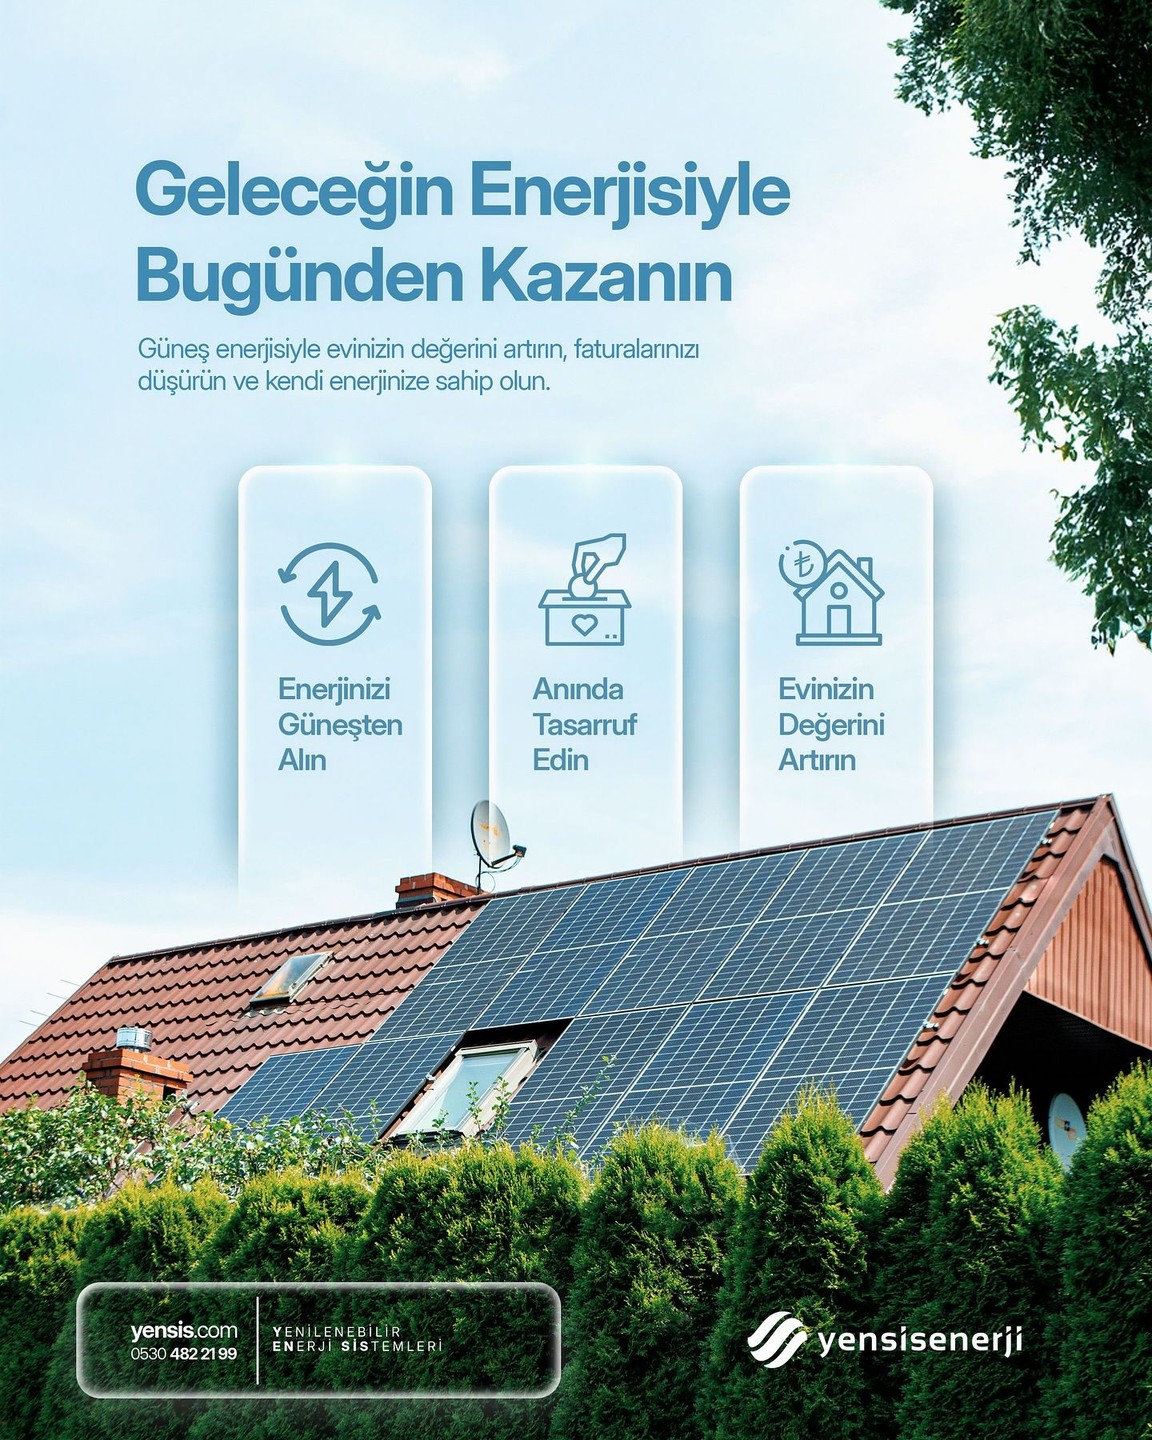 Geleceğin Enerjisiyle
Bugünden Kazanın
Güneş enerjisiyle evinizin değerini artırın, faturalarınızı
düşürün ve kendi enerjinize sahip olun.
Enerjinizi
Güneşten
Alın
Anında
Tasarruf
Edin
₺
Evinizin
Değerini
Artırın
yensis.com
0530 482 21 99
YENİLENEBİLİR
ENERJİ SİSTEMLERİ
yensisenerji